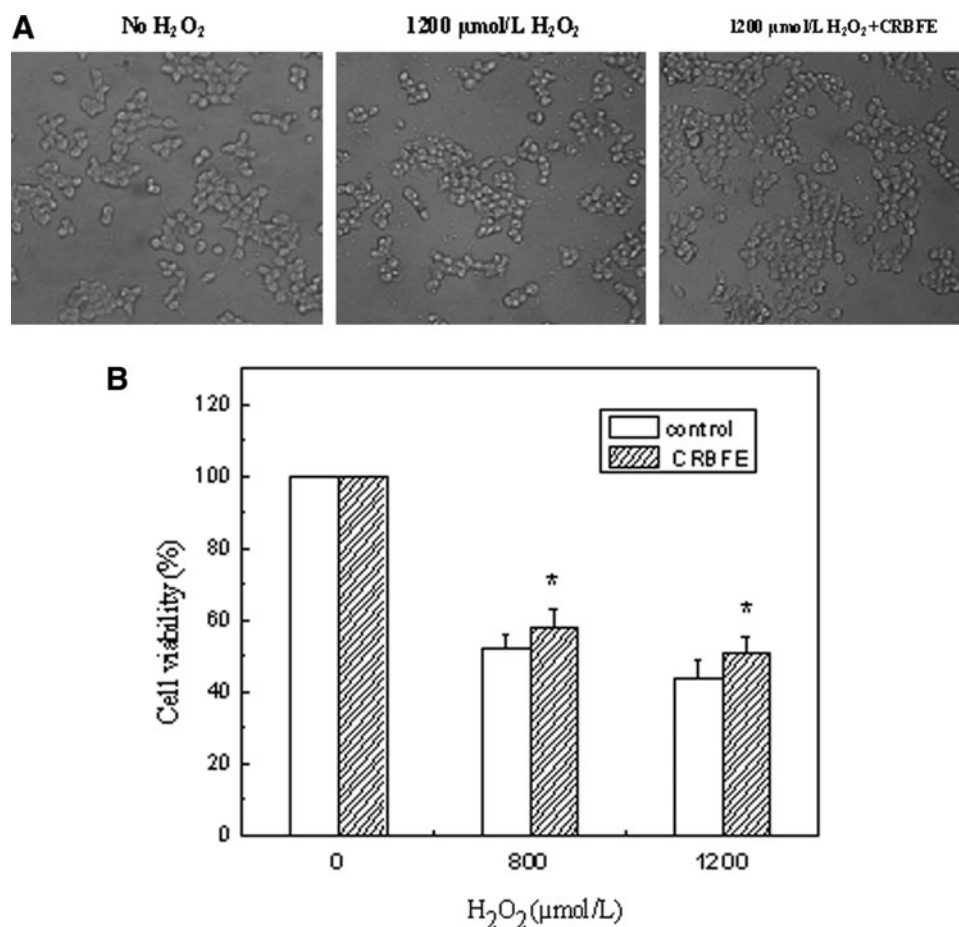 A
No H₂O₂
1200 µmol/L H₂O₂
1200 µmol/L H₂O₂+CRBFE
B
120
100
80
60
40
20
0
Cell viability (%)
control
CRBFE
*
*
0
800
1200
H₂O₂ (µmol/L)